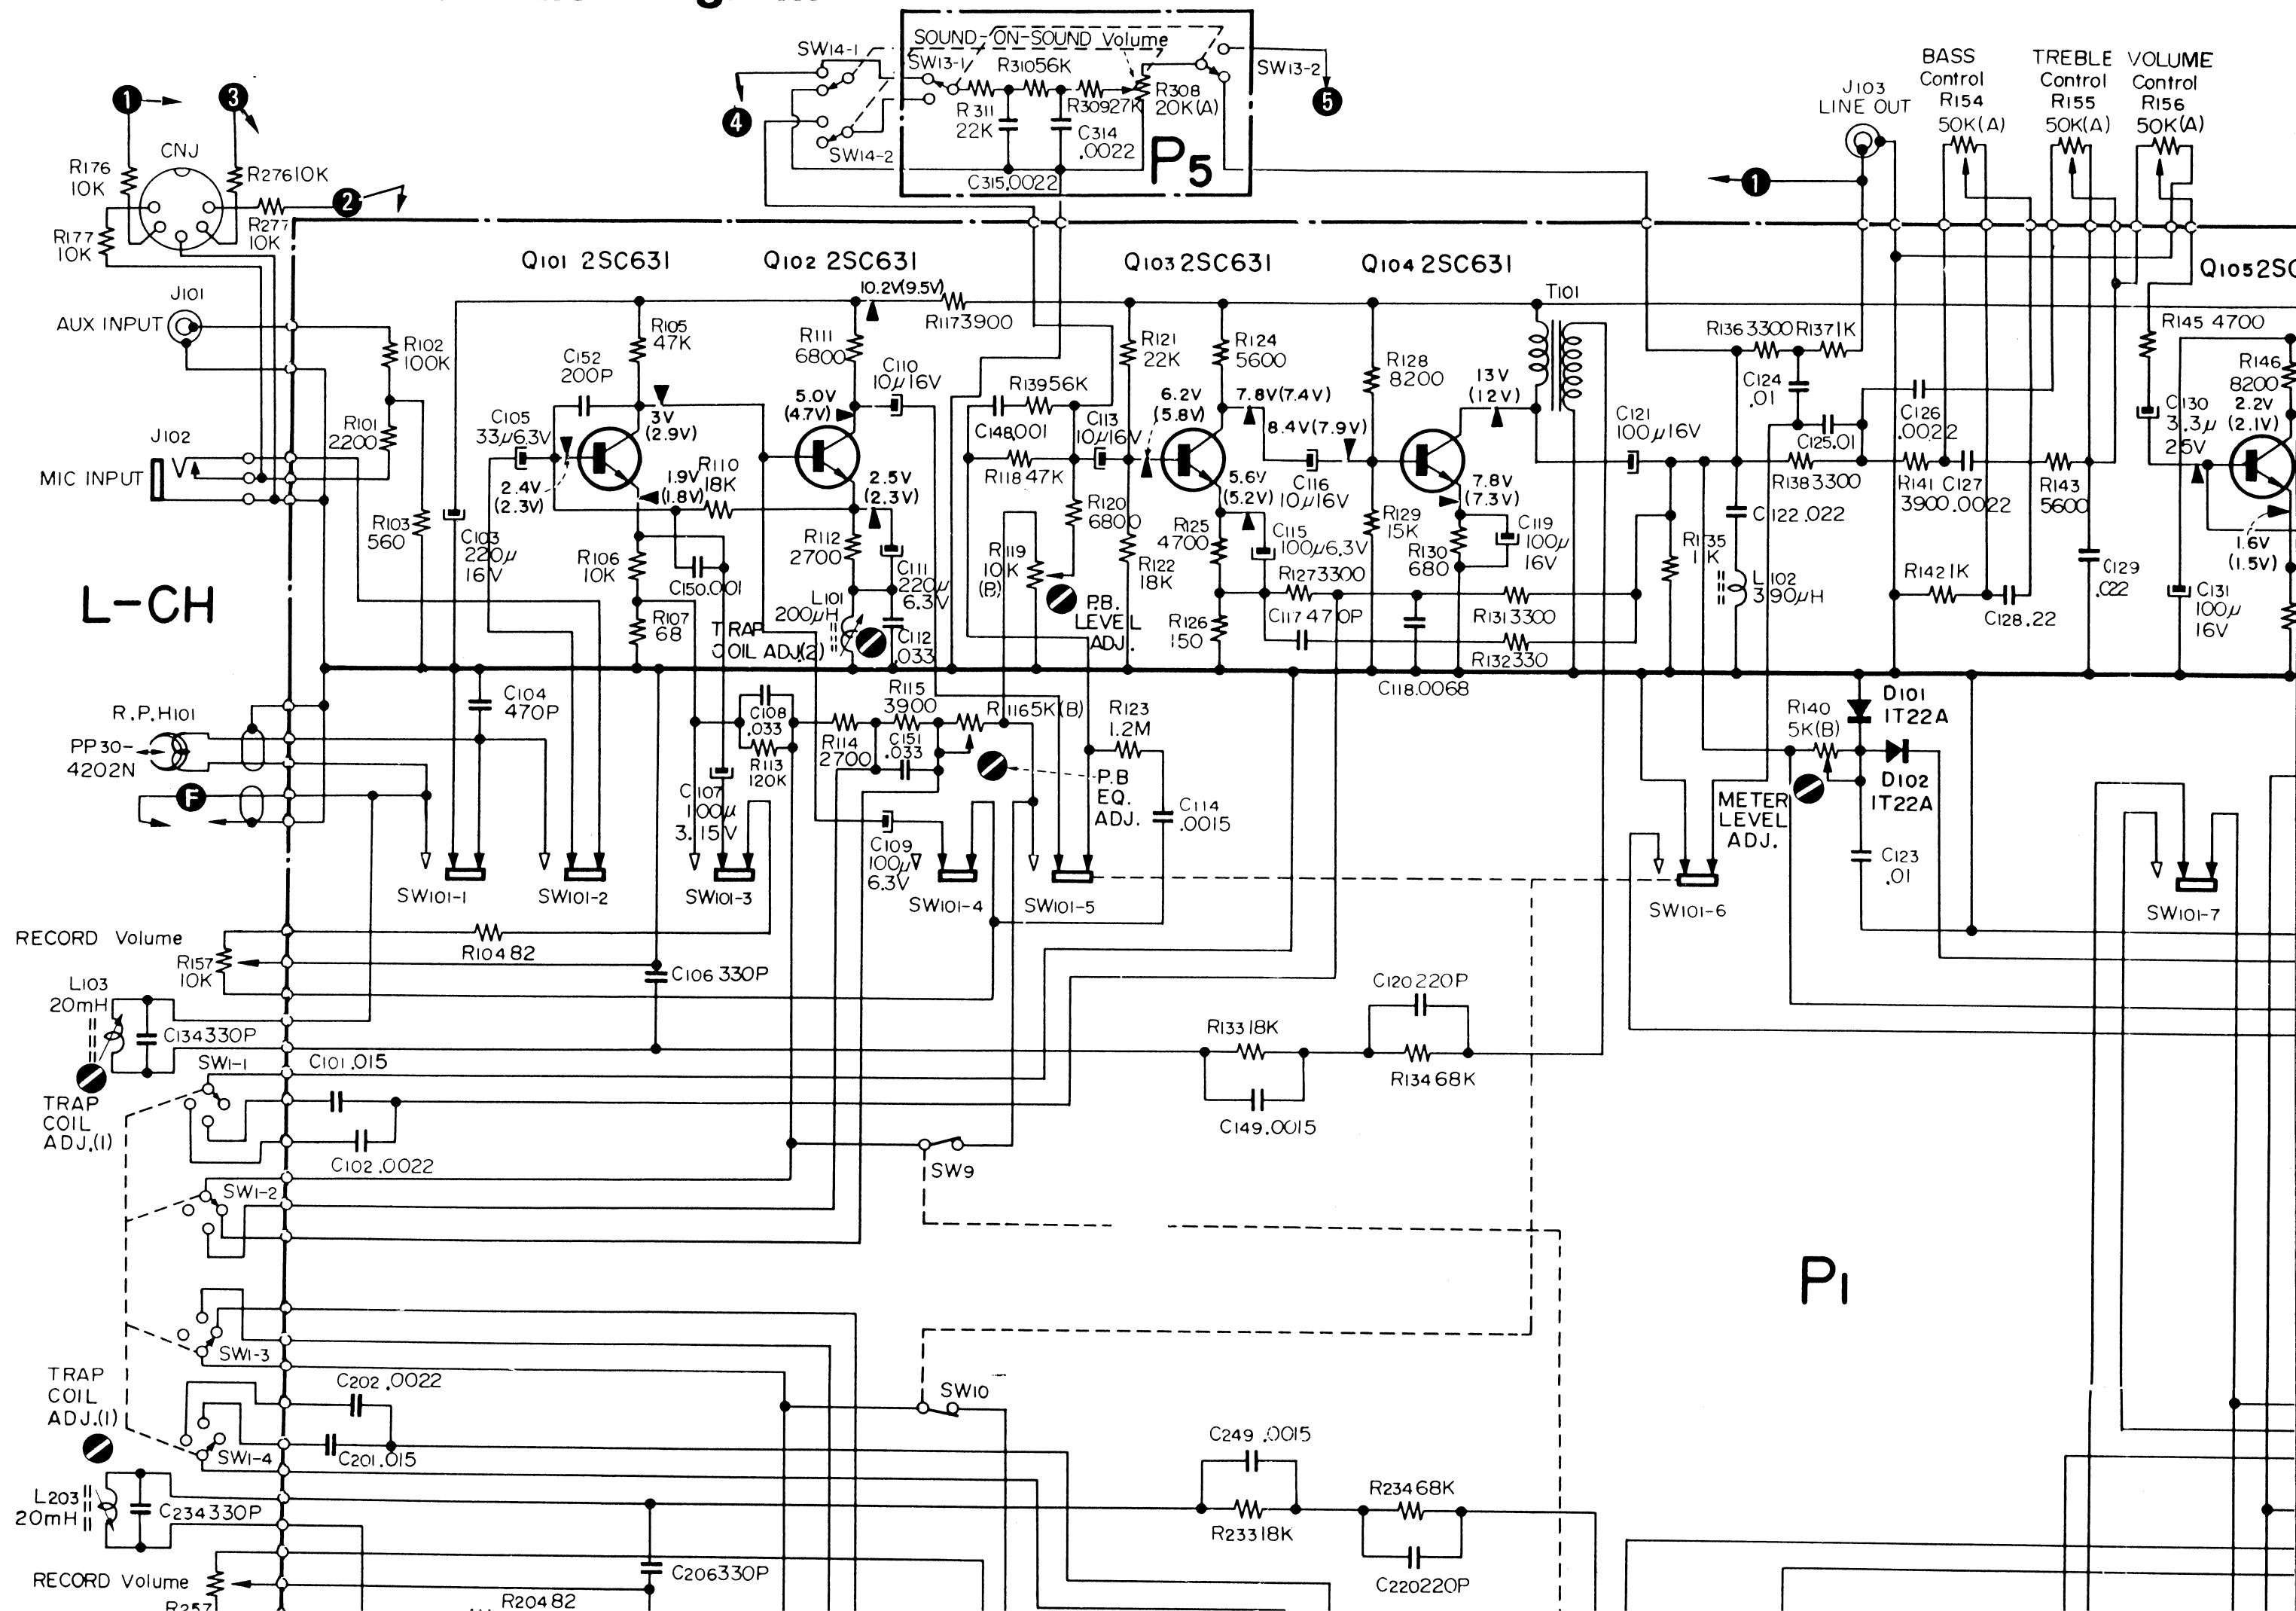 SW14-1
SOUND-ON-SOUND Volume
SW13-1
R310 56K
SW13-2
R311
22K
R309 27K
R308
20K(A)
C314
.0022
SW14-2
C315 .0022
P5
1
3
4
5
CNJ
R176
10K
R276 10K
2
R277
10K
R177
10K
J103
LINE OUT
BASS
Control
R154
50K(A)
TREBLE
Control
R155
50K(A)
VOLUME
Control
R156
50K(A)
1
Q101 2SC631
Q102 2SC631
Q103 2SC631
Q104 2SC631
Q105 2SC
J101
AUX INPUT
R102
100K
R101
2200
J102
MIC INPUT
R103
560
C103
220μ
16V
C105
33μ6.3V
C152
200P
R105
47K
3V
(2.9V)
2.4V
(2.3V)
1.9V
(1.8V)
R110
18K
R106
10K
R107
68
C150 .001
R111
6800
10.2V(9.5V)
R117 3900
5.0V
(4.7V)
C110
10μ16V
2.5V
(2.3V)
R112
2700
C111
220μ
6.3V
L101
200μH
TRAP
COIL ADJ.(2)
C112
.033
R139 56K
C148 .001
R118 47K
C113
10μ16V
R120
6800
R119
10K
(B)
P.B.
LEVEL
ADJ.
R121
22K
R122
18K
R124
5600
6.2V
(5.8V)
7.8V(7.4V)
8.4V(7.9V)
5.6V
(5.2V)
C116
10μ16V
R125
4700
C115
100μ6.3V
R127 3300
R126
150
C117 470P
R128
8200
R129
15K
13V
(12V)
7.8V
(7.3V)
R130
680
C119
100μ
16V
R131 3300
R132 330
C118 .0068
T101
C121
100μ16V
R135
1K
R136 3300
R137 1K
C124
.01
C125 .01
R138 3300
C122 .022
L102
390μH
C126
.0022
R141
3900
C127
.0022
R143
5600
R142 1K
C128 .22
C129
.022
R145 4700
C130
3.3μ
25V
R146
8200
2.2V
(2.1V)
1.6V
(1.5V)
C131
100μ
16V
L-CH
R.P.H101
PP30-
4202N
F
C104
470P
C108
.033
R113
120K
C107
100μ
3.15V
R114
2700
R115
3900
C151
.033
R116 5K(B)
P.B
EQ.
ADJ.
R123
1.2M
C114
.0015
C109
100μ
6.3V
R140
5K(B)
METER
LEVEL
ADJ.
D101
1T22A
D102
1T22A
C123
.01
SW101-1
SW101-2
SW101-3
SW101-4
SW101-5
SW101-6
SW101-7
RECORD Volume
R157
10K
R104 82
C106 330P
L103
20mH
C134 330P
TRAP
COIL
ADJ.(1)
SW1-1
C101 .015
C102 .0022
R133 18K
C149 .0015
C120 220P
R134 68K
SW9
SW1-2
P1
SW1-3
TRAP
COIL
ADJ.(1)
C202 .0022
SW1-4
C201 .015
SW10
L203
20mH
C234 330P
C249 .0015
R233 18K
R234 68K
C220 220P
C206 330P
RECORD Volume
R257
R204 82